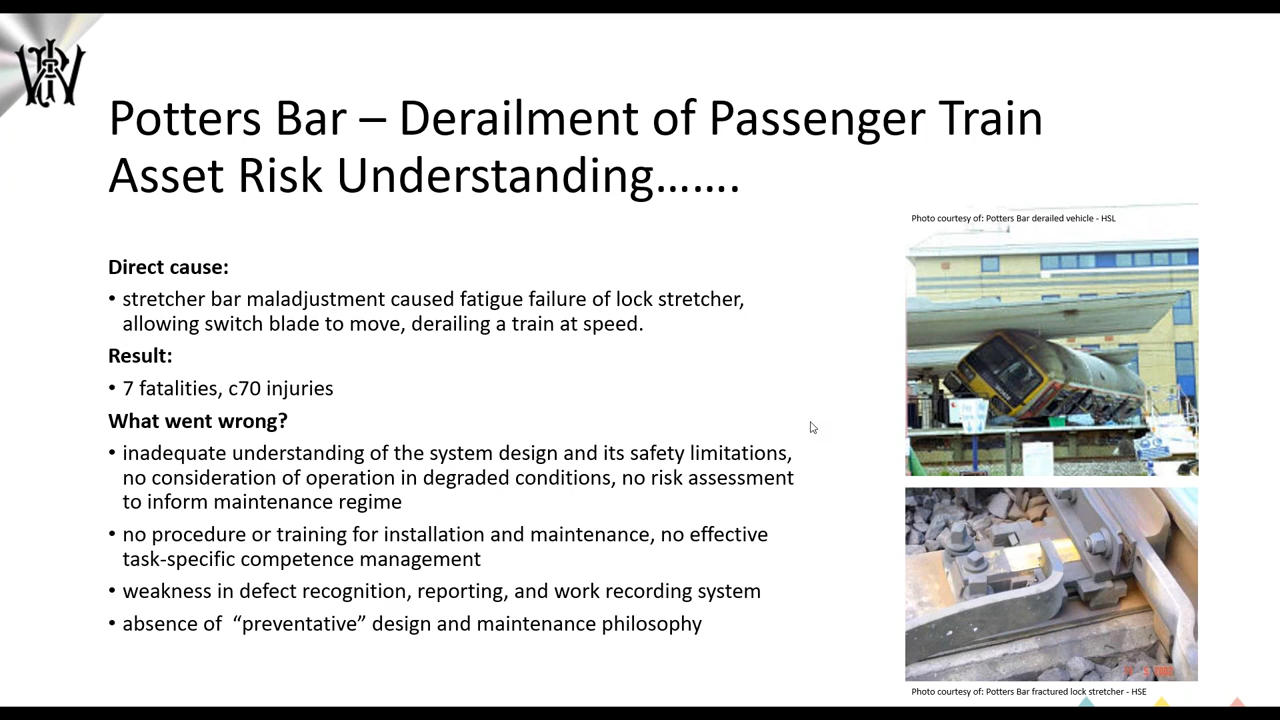 Potters Bar – Derailment of Passenger Train
Asset Risk Understanding.......
Photo courtesy of: Potters Bar derailed vehicle - HSL
Direct cause:
• stretcher bar maladjustment caused fatigue failure of lock stretcher,
allowing switch blade to move, derailing a train at speed.
Result:
• 7 fatalities, c70 injuries
What went wrong?
• inadequate understanding of the system design and its safety limitations,
no consideration of operation in degraded conditions, no risk assessment
to inform maintenance regime
• no procedure or training for installation and maintenance, no effective
task-specific competence management
• weakness in defect recognition, reporting, and work recording system
• absence of  “preventative” design and maintenance philosophy
Photo courtesy of: Potters Bar fractured lock stretcher - HSE